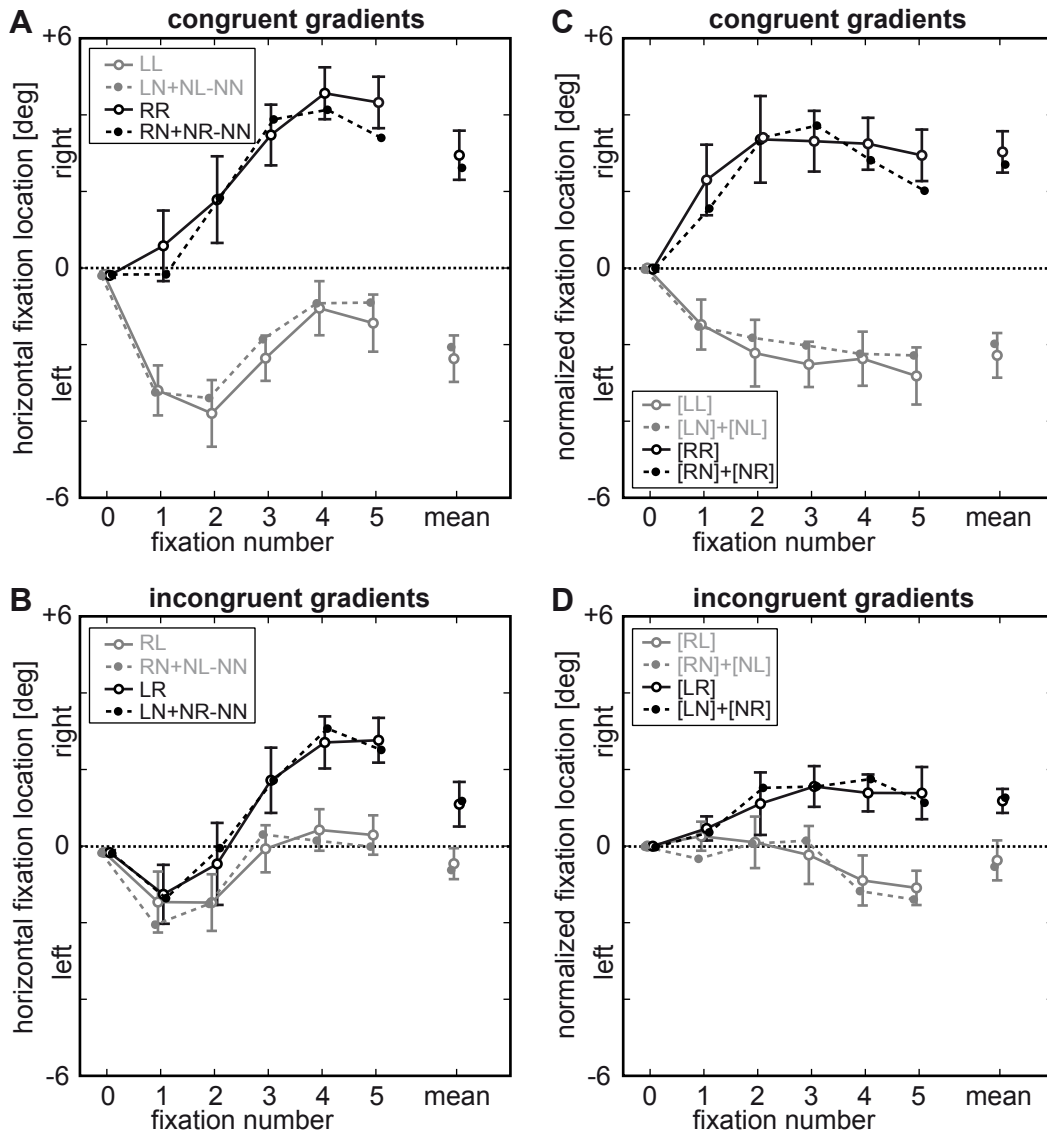 A
congruent gradients
+6
LL
LN+NL-NN
RR
RN+NR-NN
0
-6
horizontal fixation location [deg]
left
right
0 1 2 3 4 5 mean
fixation number
C
congruent gradients
+6
0
-6
normalized fixation location [deg]
left
right
[LL]
[LN]+[NL]
[RR]
[RN]+[NR]
0 1 2 3 4 5 mean
fixation number
B
incongruent gradients
+6
RL
RN+NL-NN
LR
LN+NR-NN
0
-6
horizontal fixation location [deg]
left
right
0 1 2 3 4 5 mean
fixation number
D
incongruent gradients
+6
[RL]
[RN]+[NL]
[LR]
[LN]+[NR]
0
-6
normalized fixation location [deg]
left
right
0 1 2 3 4 5 mean
fixation number